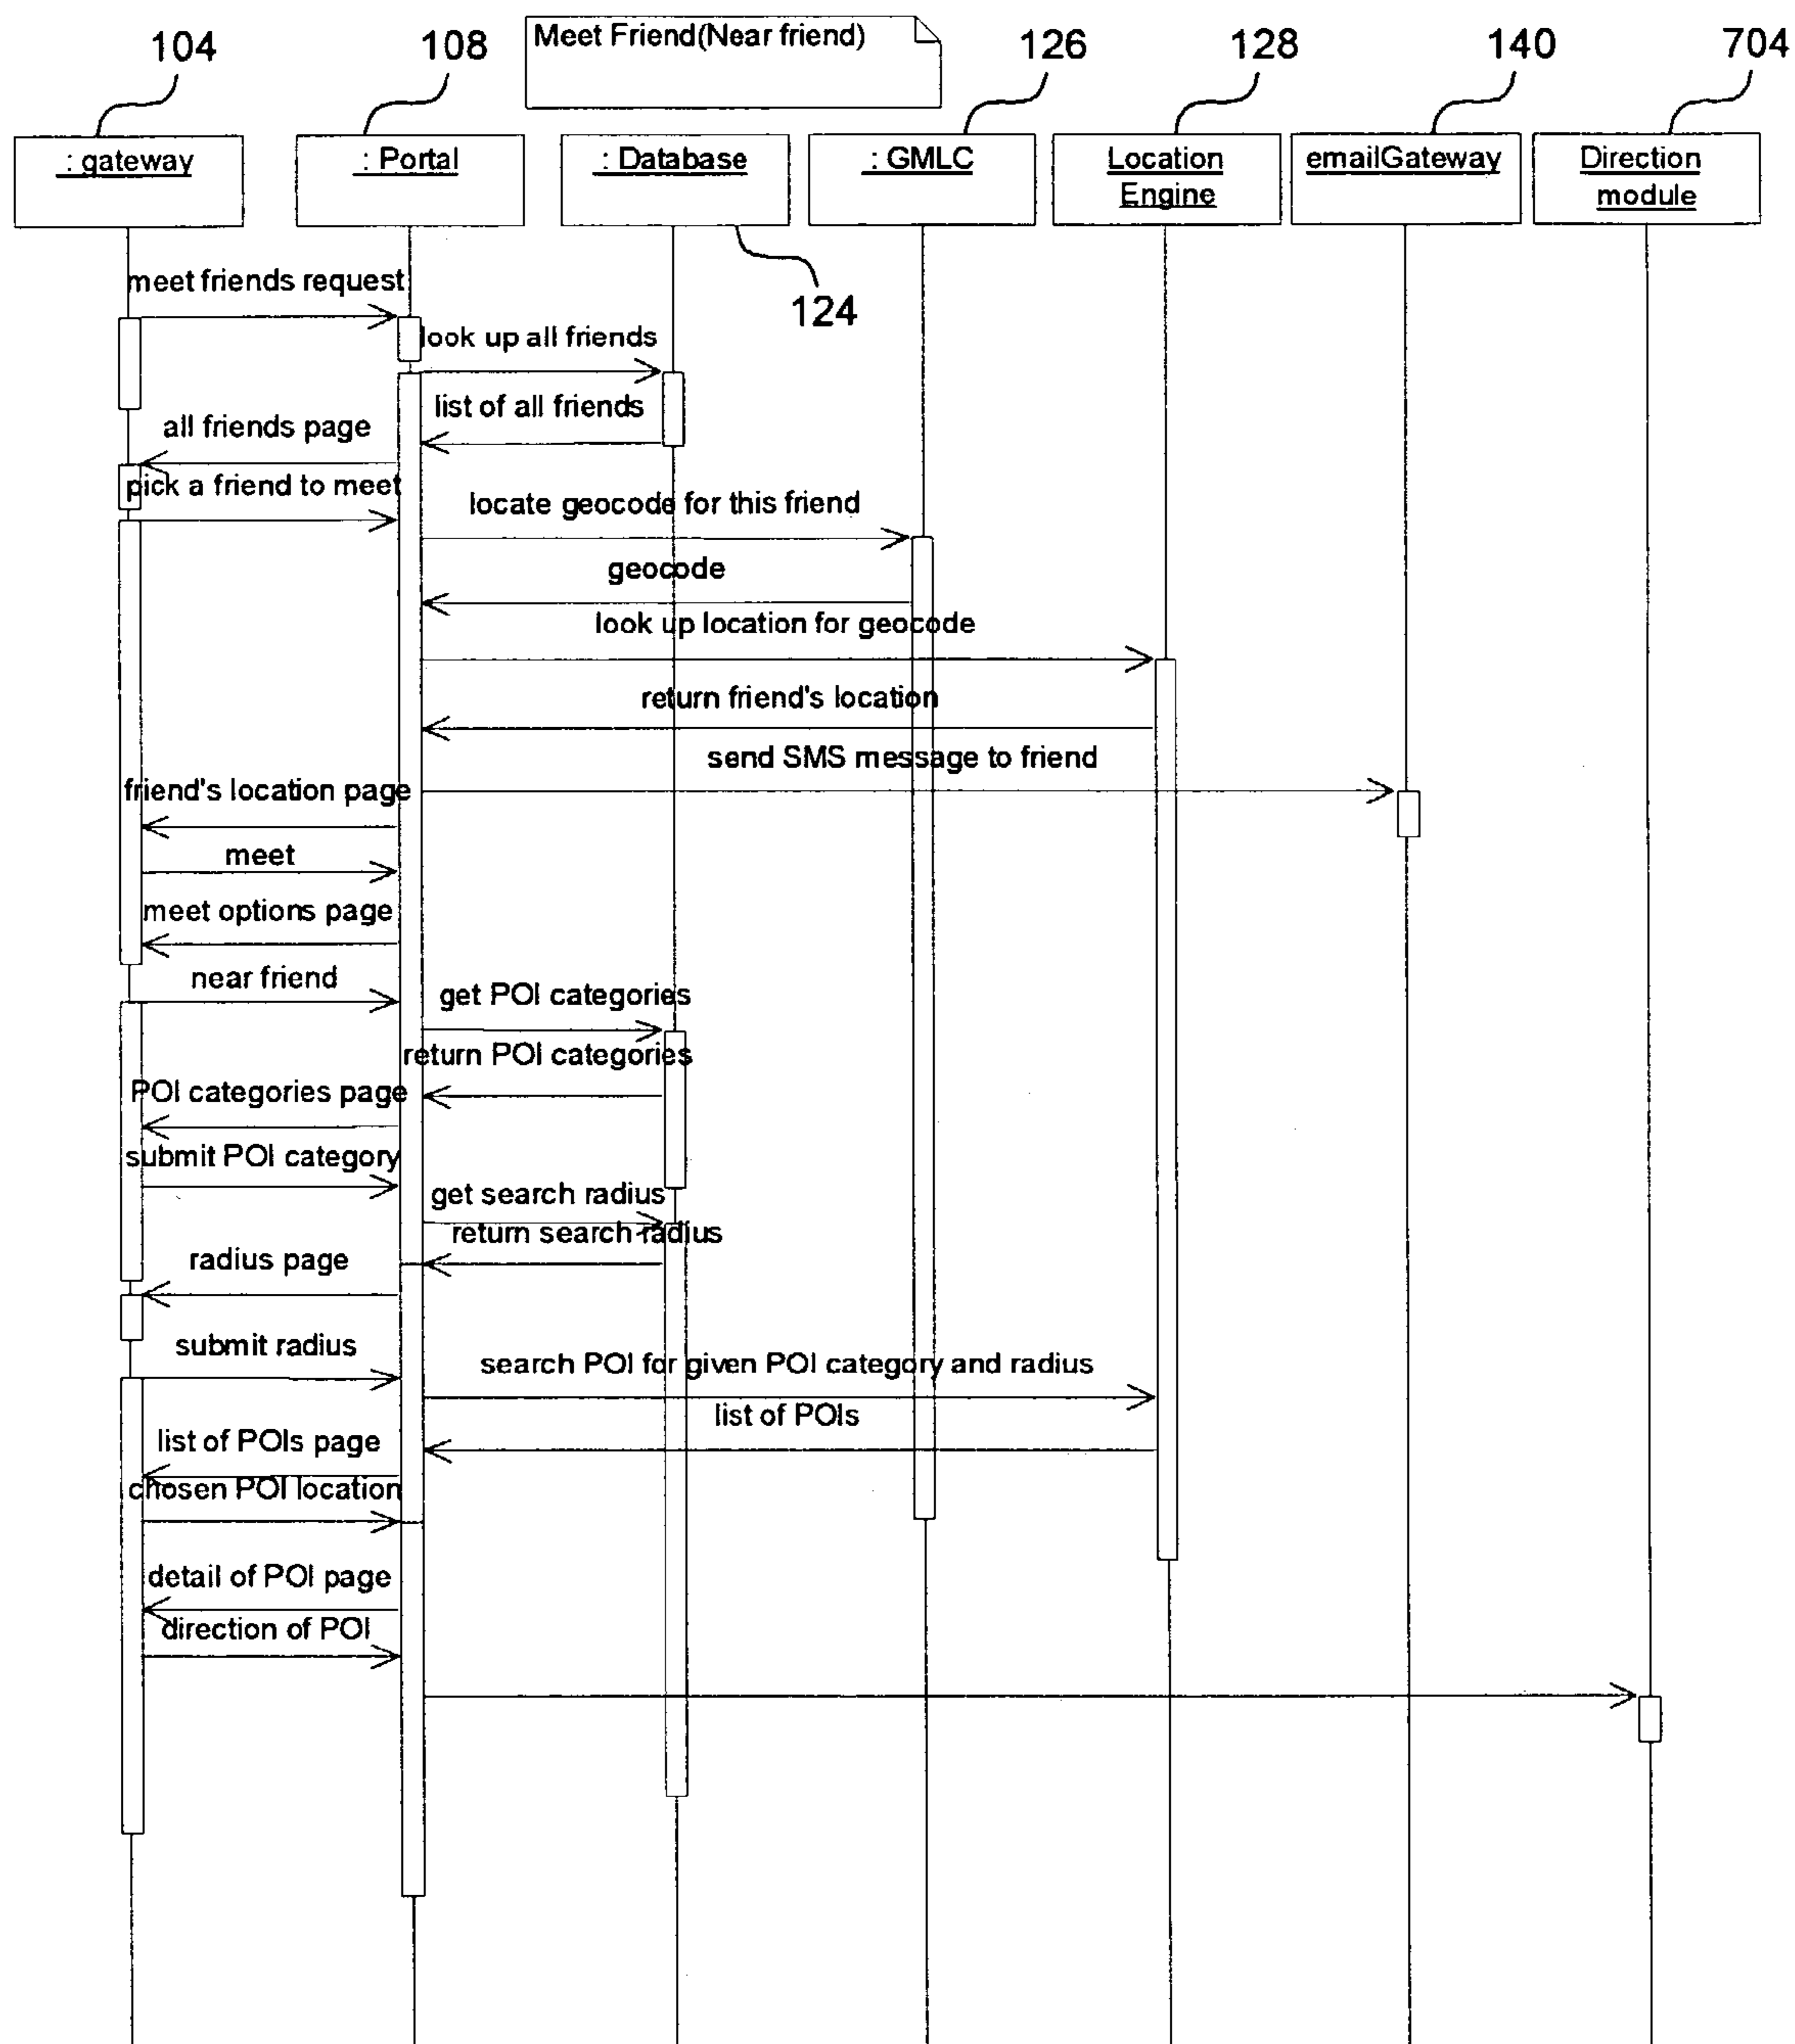 Meet Friend(Near friend)
104
108
126
128
140
704
: gateway
: Portal
: Database
: GMLC
Location
Engine
emailGateway
Direction
module
124
meet friends request
look up all friends
list of all friends
all friends page
pick a friend to meet
locate geocode for this friend
geocode
look up location for geocode
return friend's location
send SMS message to friend
friend's location page
meet
meet options page
near friend
get POI categories
return POI categories
POI categories page
submit POI category
get search radius
return search radius
radius page
submit radius
search POI for given POI category and radius
list of POIs
list of POIs page
chosen POI location
detail of POI page
direction of POI